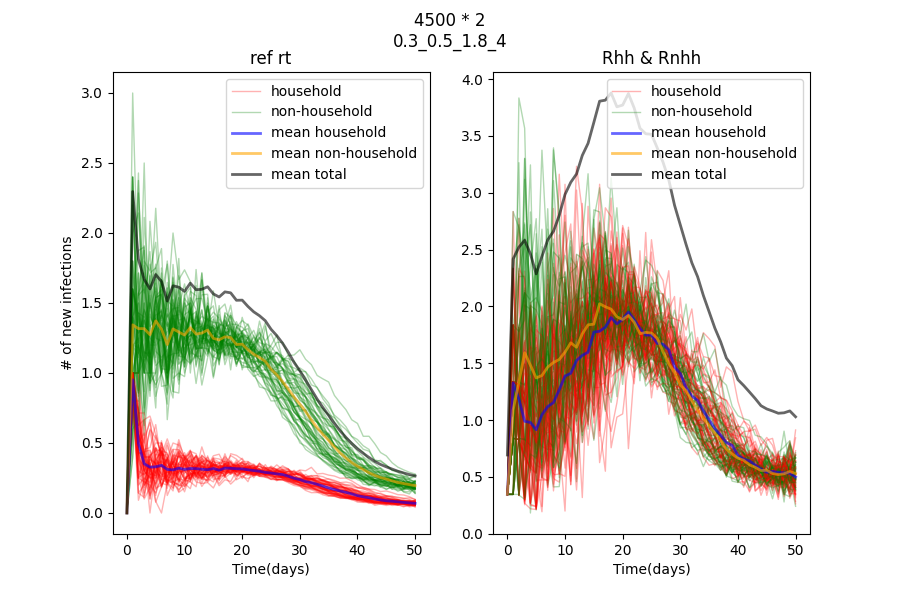 4500 * 2
0.3_0.5_1.8_4
ref rt
Rhh & Rnhh
household
non-household
mean household
mean non-household
mean total
household
non-household
mean household
mean non-household
mean total
# of new infections
3.0
2.5
2.0
1.5
1.0
0.5
0.0
0 10 20 30 40 50
Time(days)
4.0
3.5
3.0
2.5
2.0
1.5
1.0
0.5
0.0
0 10 20 30 40 50
Time(days)